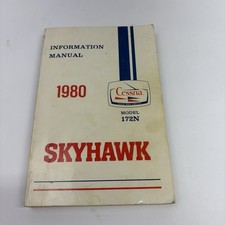 INFORMATION
MANUAL
1980
Cessna
MODEL
172N
SKYHAWK